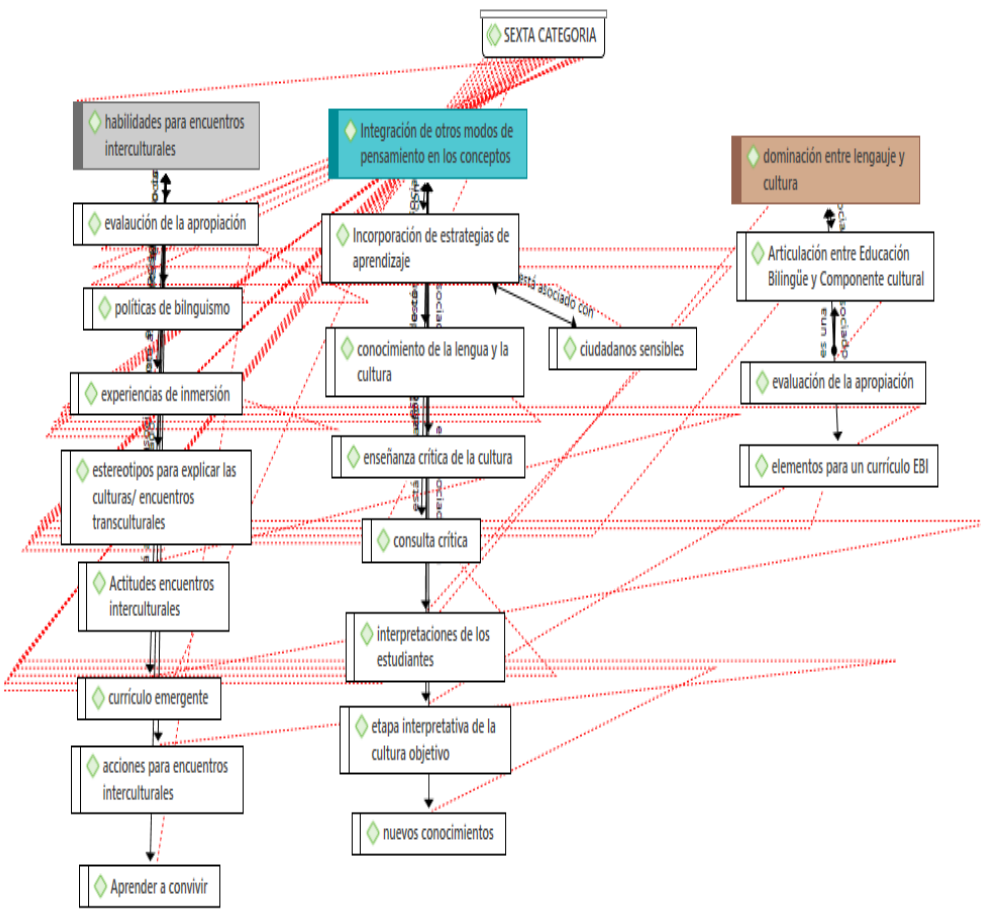 SEXTA CATEGORIA
habilidades para encuentros
interculturales
evalaución de la apropiación
políticas de bilnguismo
experiencias de inmersión
estereotipos para explicar las
culturas/ encuentros
transculturales
Actitudes encuentros
interculturales
currículo emergente
acciones para encuentros
interculturales
Aprender a convivir
Integración de otros modos de
pensamiento en los conceptos
Incorporación de estrategias de
aprendizaje
está asociado con
ciudadanos sensibles
conocimiento de la lengua y la
cultura
enseñanza crítica de la cultura
consulta crítica
interpretaciones de los
estudiantes
etapa interpretativa de la
cultura objetivo
nuevos conocimientos
dominación entre lengauje y
cultura
Articulación entre Educación
Bilingüe y Componente cultural
es una
evaluación de la apropiación
elementos para un currículo EBI